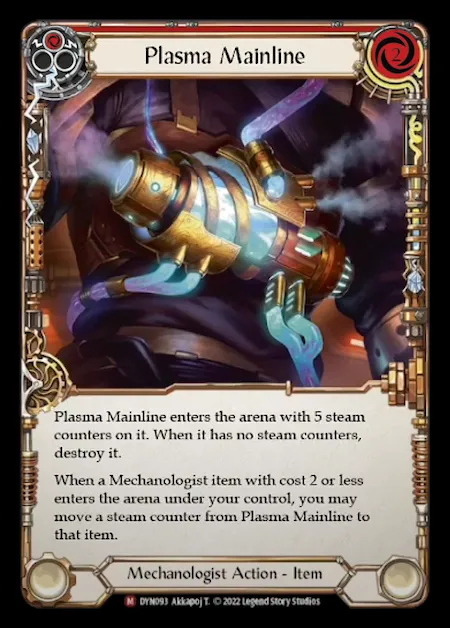 Plasma Mainline
2
Plasma Mainline enters the arena with 5 steam
counters on it. When it has no steam counters,
destroy it.
When a Mechanologist item with cost 2 or less
enters the arena under your control, you may
move a steam counter from Plasma Mainline to
that item.
Mechanologist Action - Item
M DYN093 Akkapoj T. © 2022 Legend Story Studios